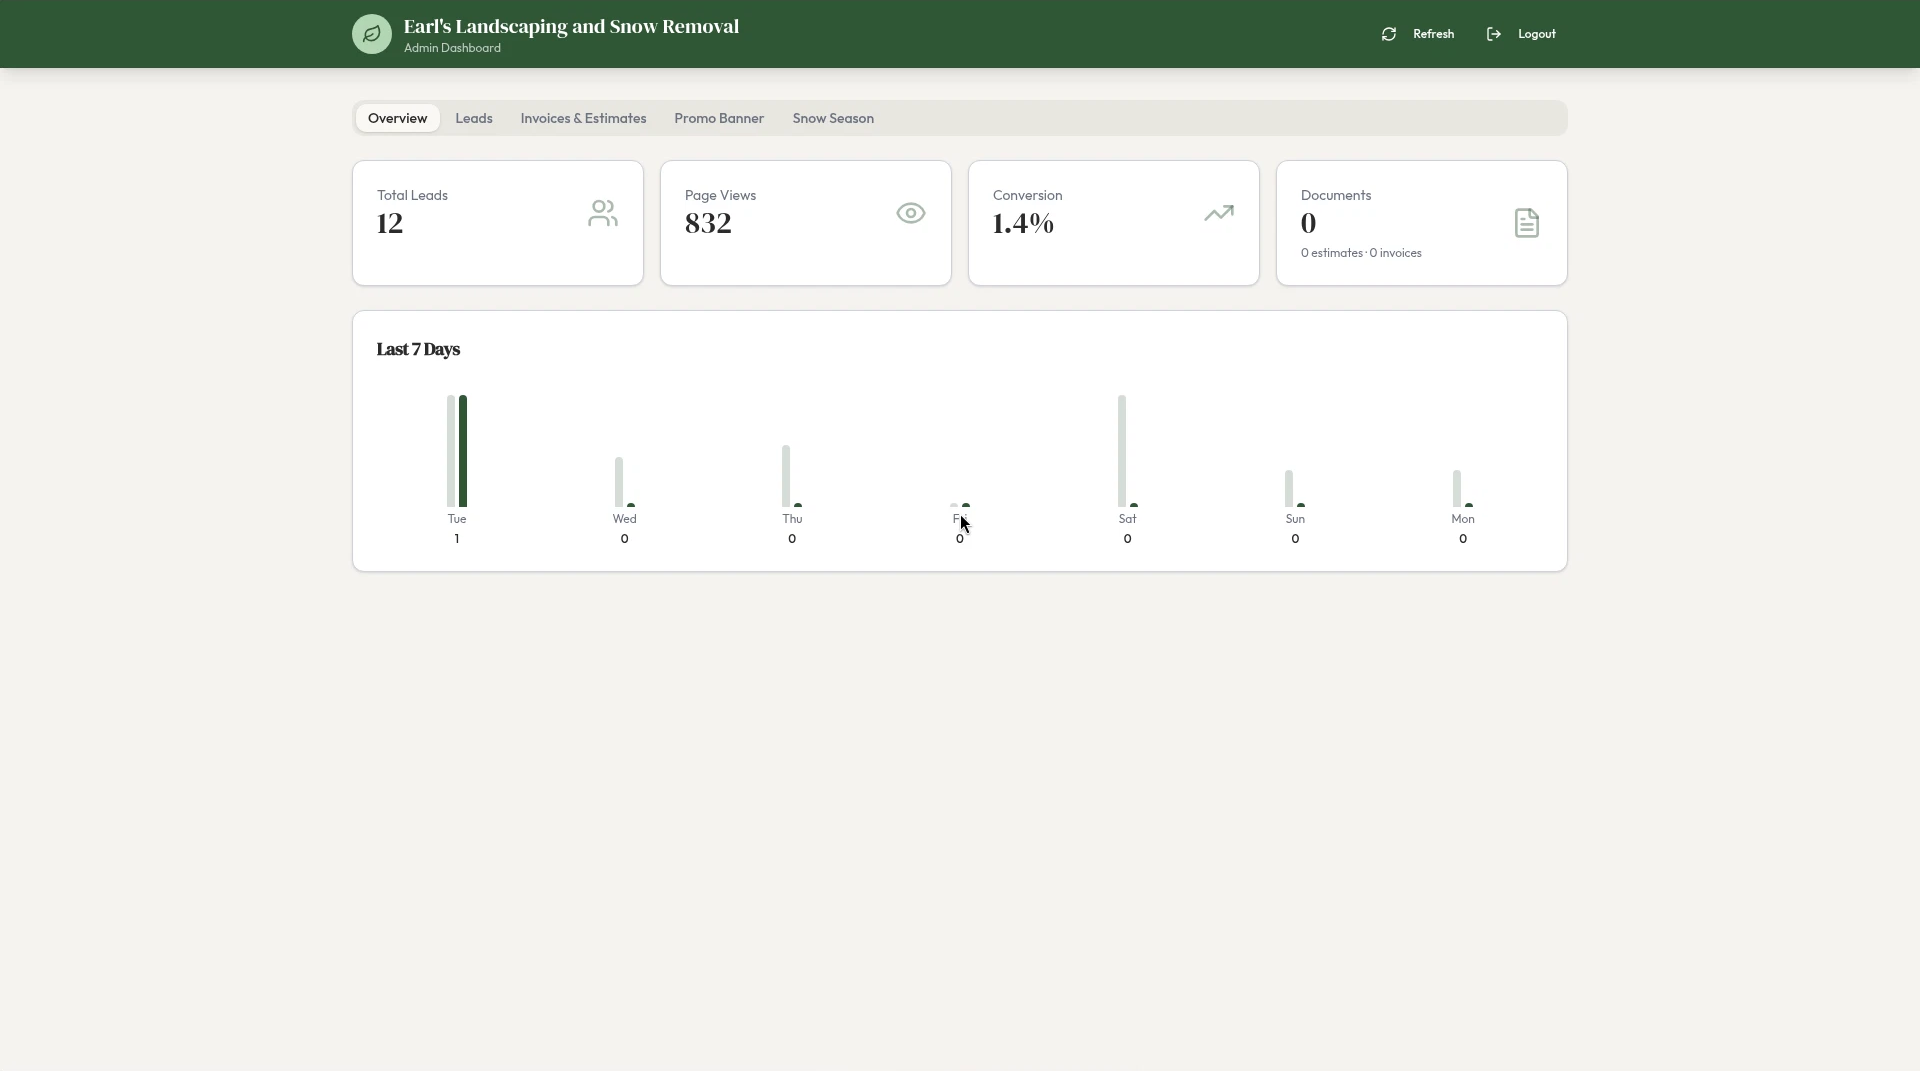 Earl's Landscaping and Snow Removal
Admin Dashboard
Refresh
Logout
Overview
Leads
Invoices & Estimates
Promo Banner
Snow Season
Total Leads
12
Page Views
832
Conversion
1.4%
Documents
0
0 estimates · 0 invoices
Last 7 Days
Tue
Wed
Thu
Fri
Sat
Sun
Mon
1
0
0
0
0
0
0